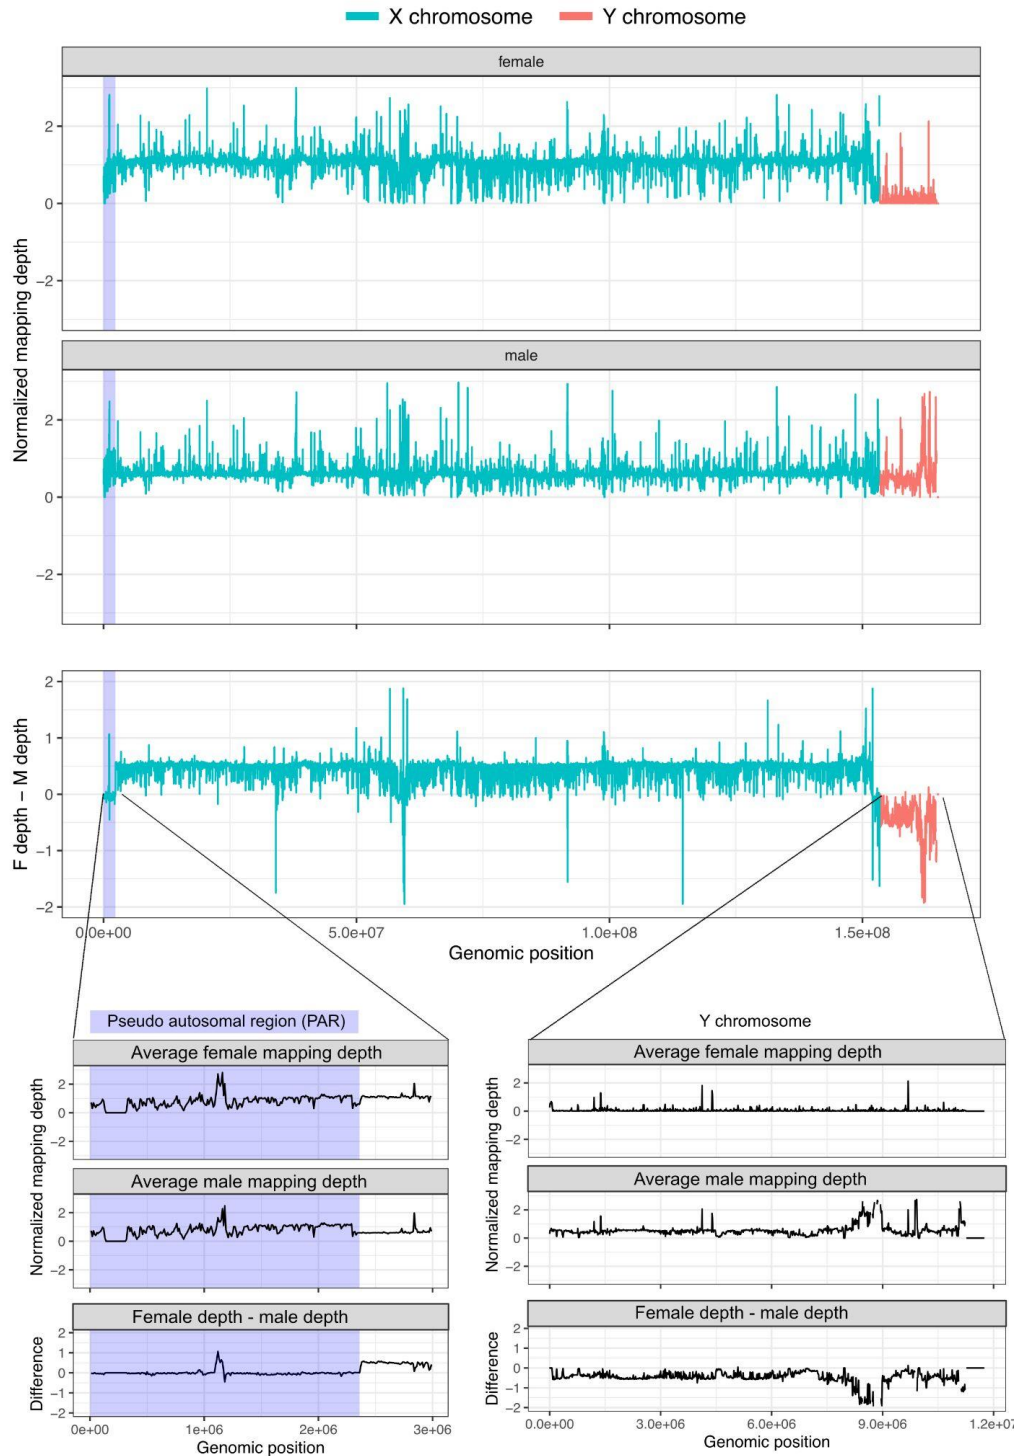 X chromosome Y chromosome
female
2
0
−2
Normalized mapping depth
male
2
0
−2
2
1
0
−1
−2
F depth − M depth
0.0e+00 5.0e+07 1.0e+08 1.5e+08
Genomic position
Pseudo autosomal region (PAR)
Average female mapping depth
2
0
−2
Normalized mapping depth
Average male mapping depth
2
0
−2
Female depth - male depth
2
1
0
−1
−2
Difference
0e+00 1e+06 2e+06 3e+06
Genomic position
Y chromosome
Average female mapping depth
2
0
−2
Normalized mapping depth
Average male mapping depth
2
0
−2
Female depth - male depth
2
1
0
−1
−2
Difference
0.0e+00 3.0e+06 6.0e+06 9.0e+06 1.2e+07
Genomic position